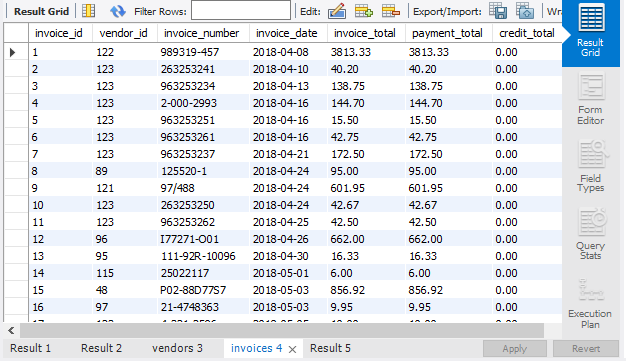 Result Grid Filter Rows: Edit: Export/Import: Wr
invoice_id vendor_id invoice_number invoice_date invoice_total payment_total credit_total
1 122 989319-457 2018-04-08 3813.33 3813.33 0.00
2 123 263253241 2018-04-10 40.20 40.20 0.00
3 123 963253234 2018-04-13 138.75 138.75 0.00
4 123 2-000-2993 2018-04-16 144.70 144.70 0.00
5 123 963253251 2018-04-16 15.50 15.50 0.00
6 123 963253261 2018-04-16 42.75 42.75 0.00
7 123 963253237 2018-04-21 172.50 172.50 0.00
8 89 125520-1 2018-04-24 95.00 95.00 0.00
9 121 97/488 2018-04-24 601.95 601.95 0.00
10 123 263253250 2018-04-24 42.67 42.67 0.00
11 123 963253262 2018-04-25 42.50 42.50 0.00
12 96 I77271-O01 2018-04-26 662.00 662.00 0.00
13 95 111-92R-10096 2018-04-30 16.33 16.33 0.00
14 115 25022117 2018-05-01 6.00 6.00 0.00
15 48 P02-88D77S7 2018-05-03 856.92 856.92 0.00
16 97 21-4748363 2018-05-03 9.95 9.95 0.00
Result
Grid
Form
Editor
Field
Types
Query
Stats
Execution
Plan
Result 1 Result 2 vendors 3 invoices 4 Result 5 Apply Revert